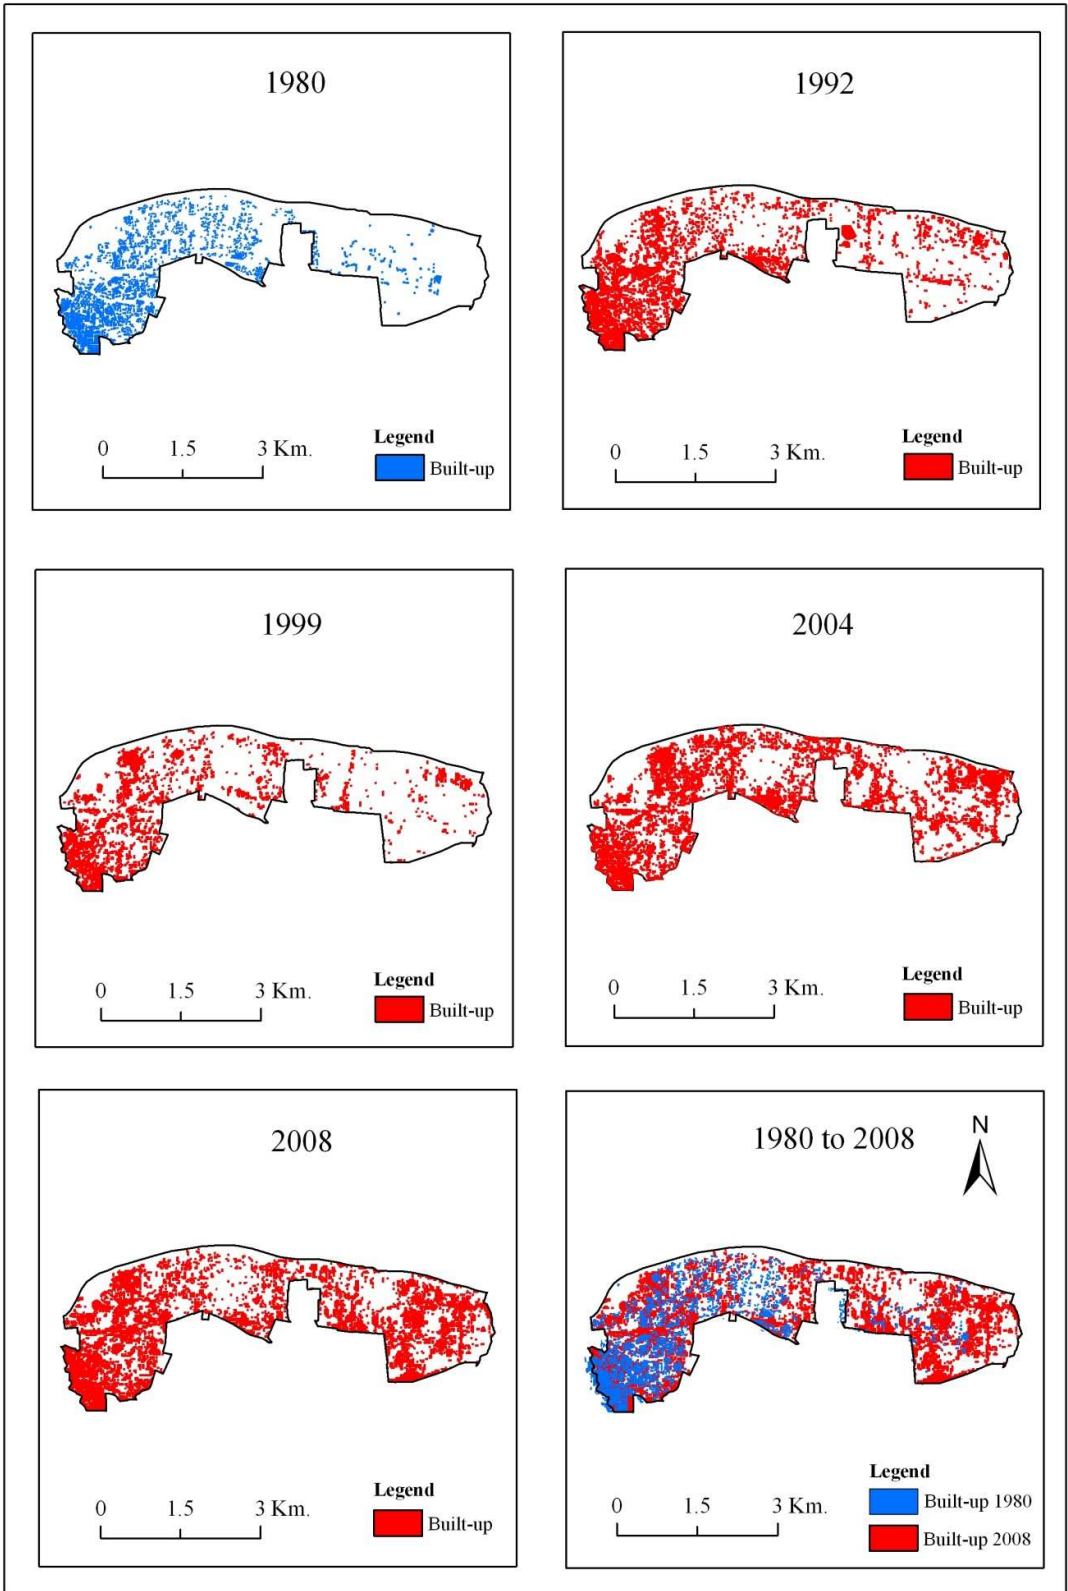 1980
0 1.5 3 Km.
Legend
Built-up
1992
0 1.5 3 Km.
Legend
Built-up
1999
0 1.5 3 Km.
Legend
Built-up
2004
0 1.5 3 Km.
Legend
Built-up
2008
0 1.5 3 Km.
Legend
Built-up
1980 to 2008
N
0 1.5 3 Km.
Legend
Built-up 1980
Built-up 2008